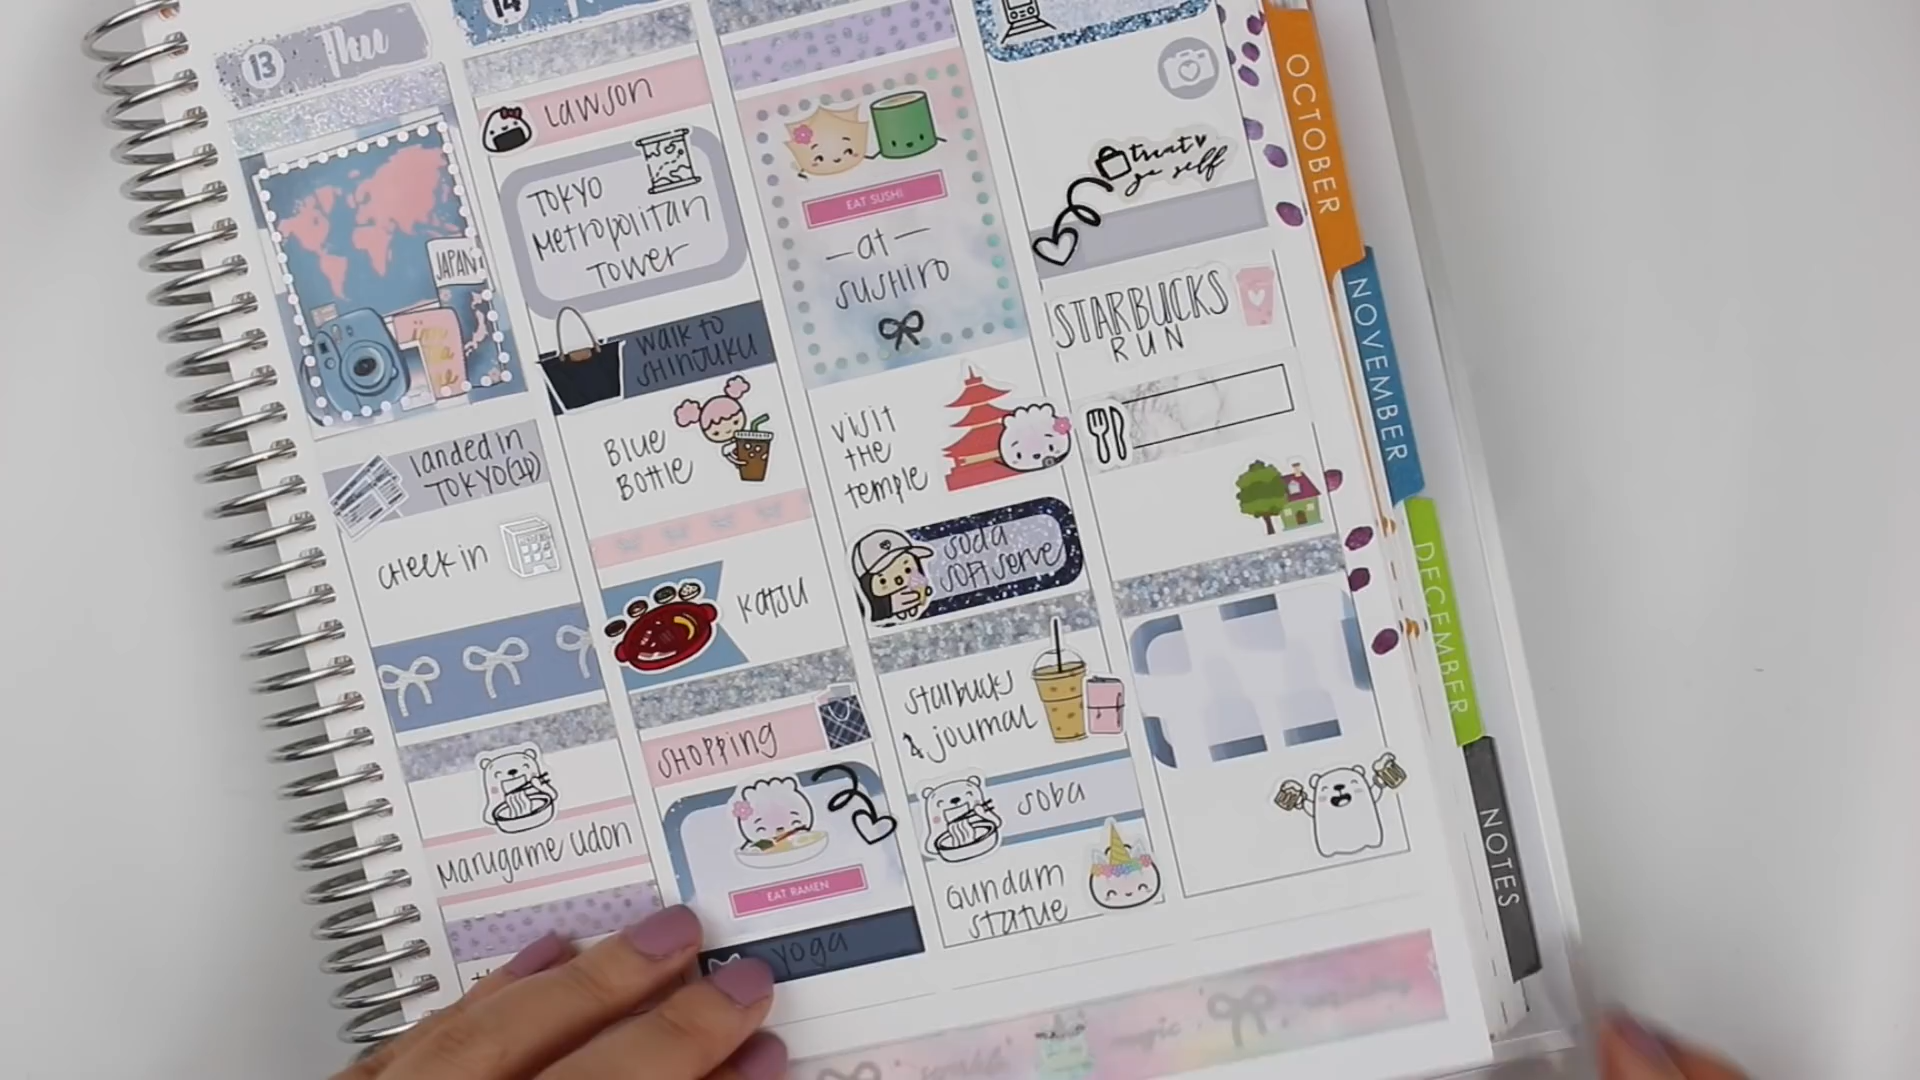 13 Thu
JAPAN
landed in
TOKYO(JP)
check in
Marugame udon
14
LAWSON
TOKYO
Metropolitan
TOWER
walk to
SHINJUKU
Blue
Bottle
KATSU
SHOPPING
EAT RAMEN
yoga
EAT SUSHI
—at—
SUSHIRO
visit
the
temple
soda
soft serve
starbucks
& journal
soba
Gundam
statue
treat
yo self
STARBUCKS
RUN
OCTOBER
NOVEMBER
DECEMBER
NOTES
magic